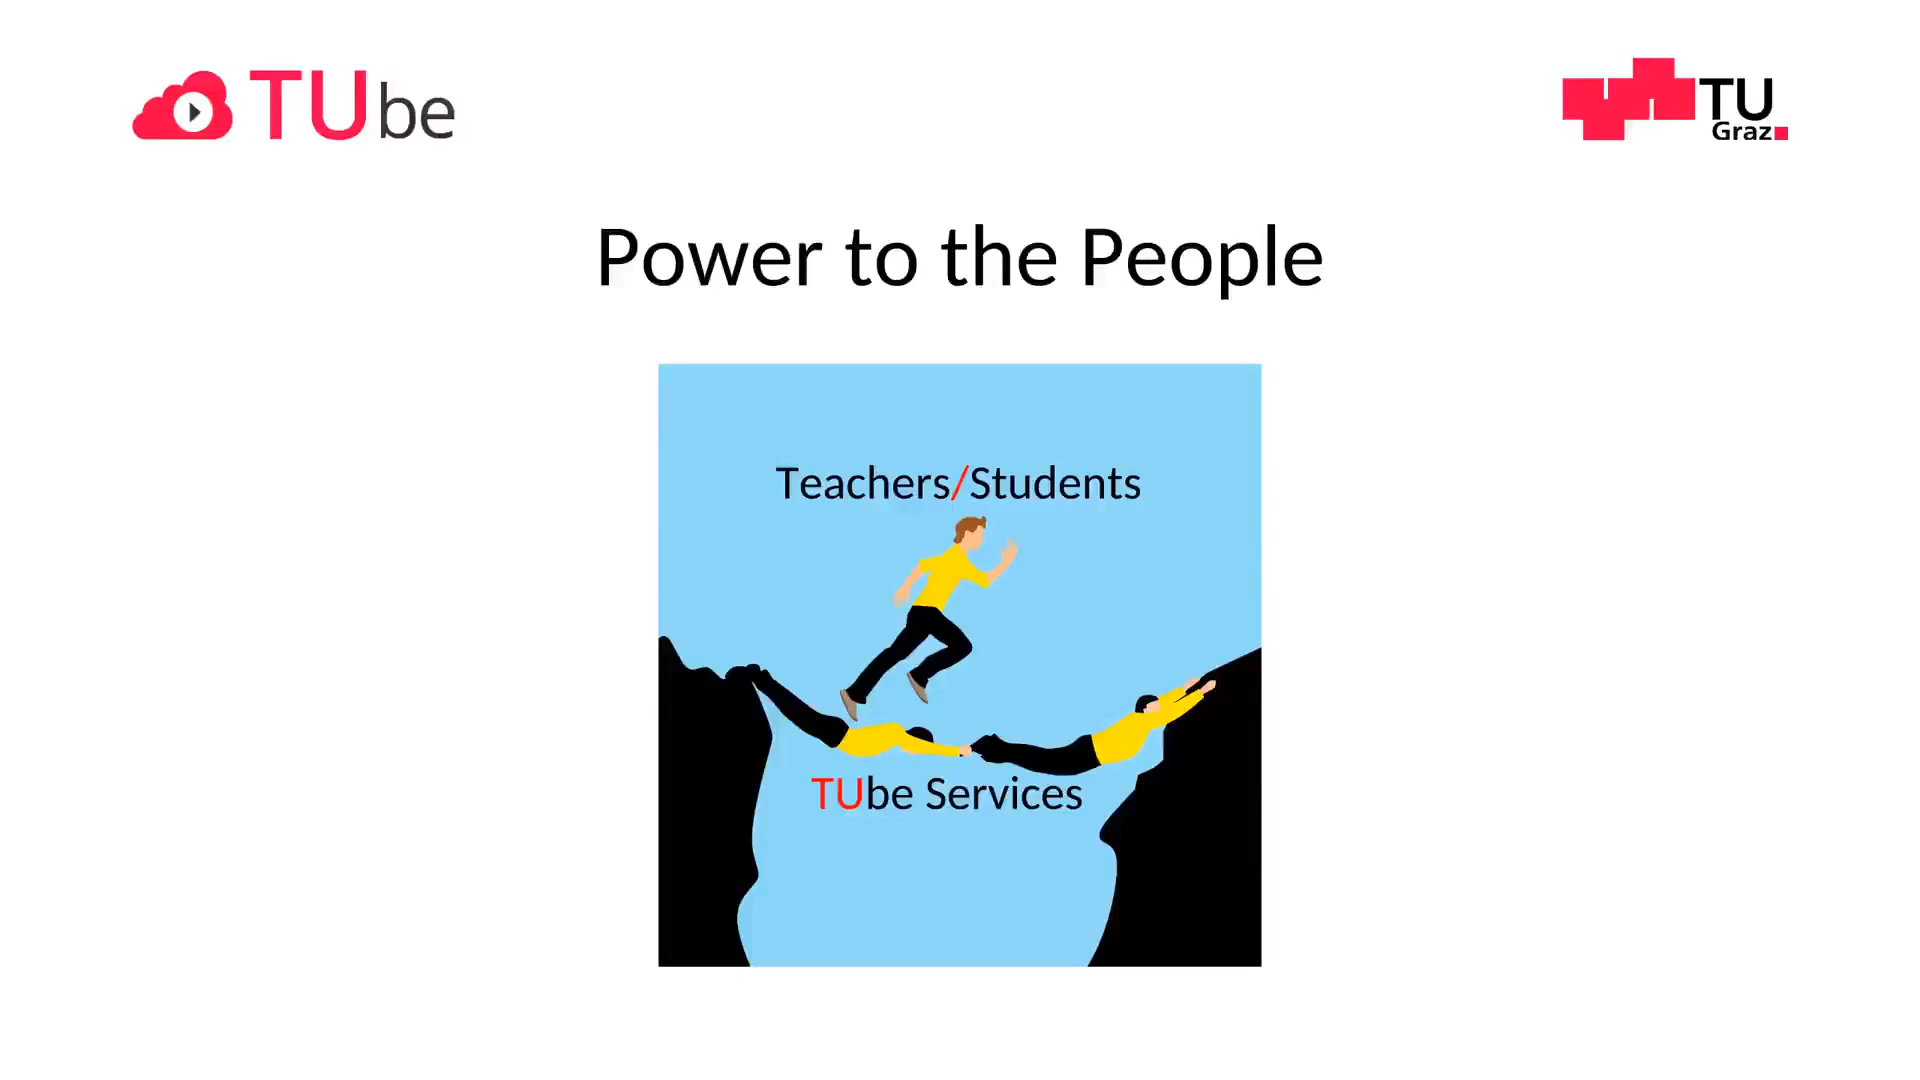 TUbe
TU
Graz
Power to the People
Teachers/Students
TUbe Services